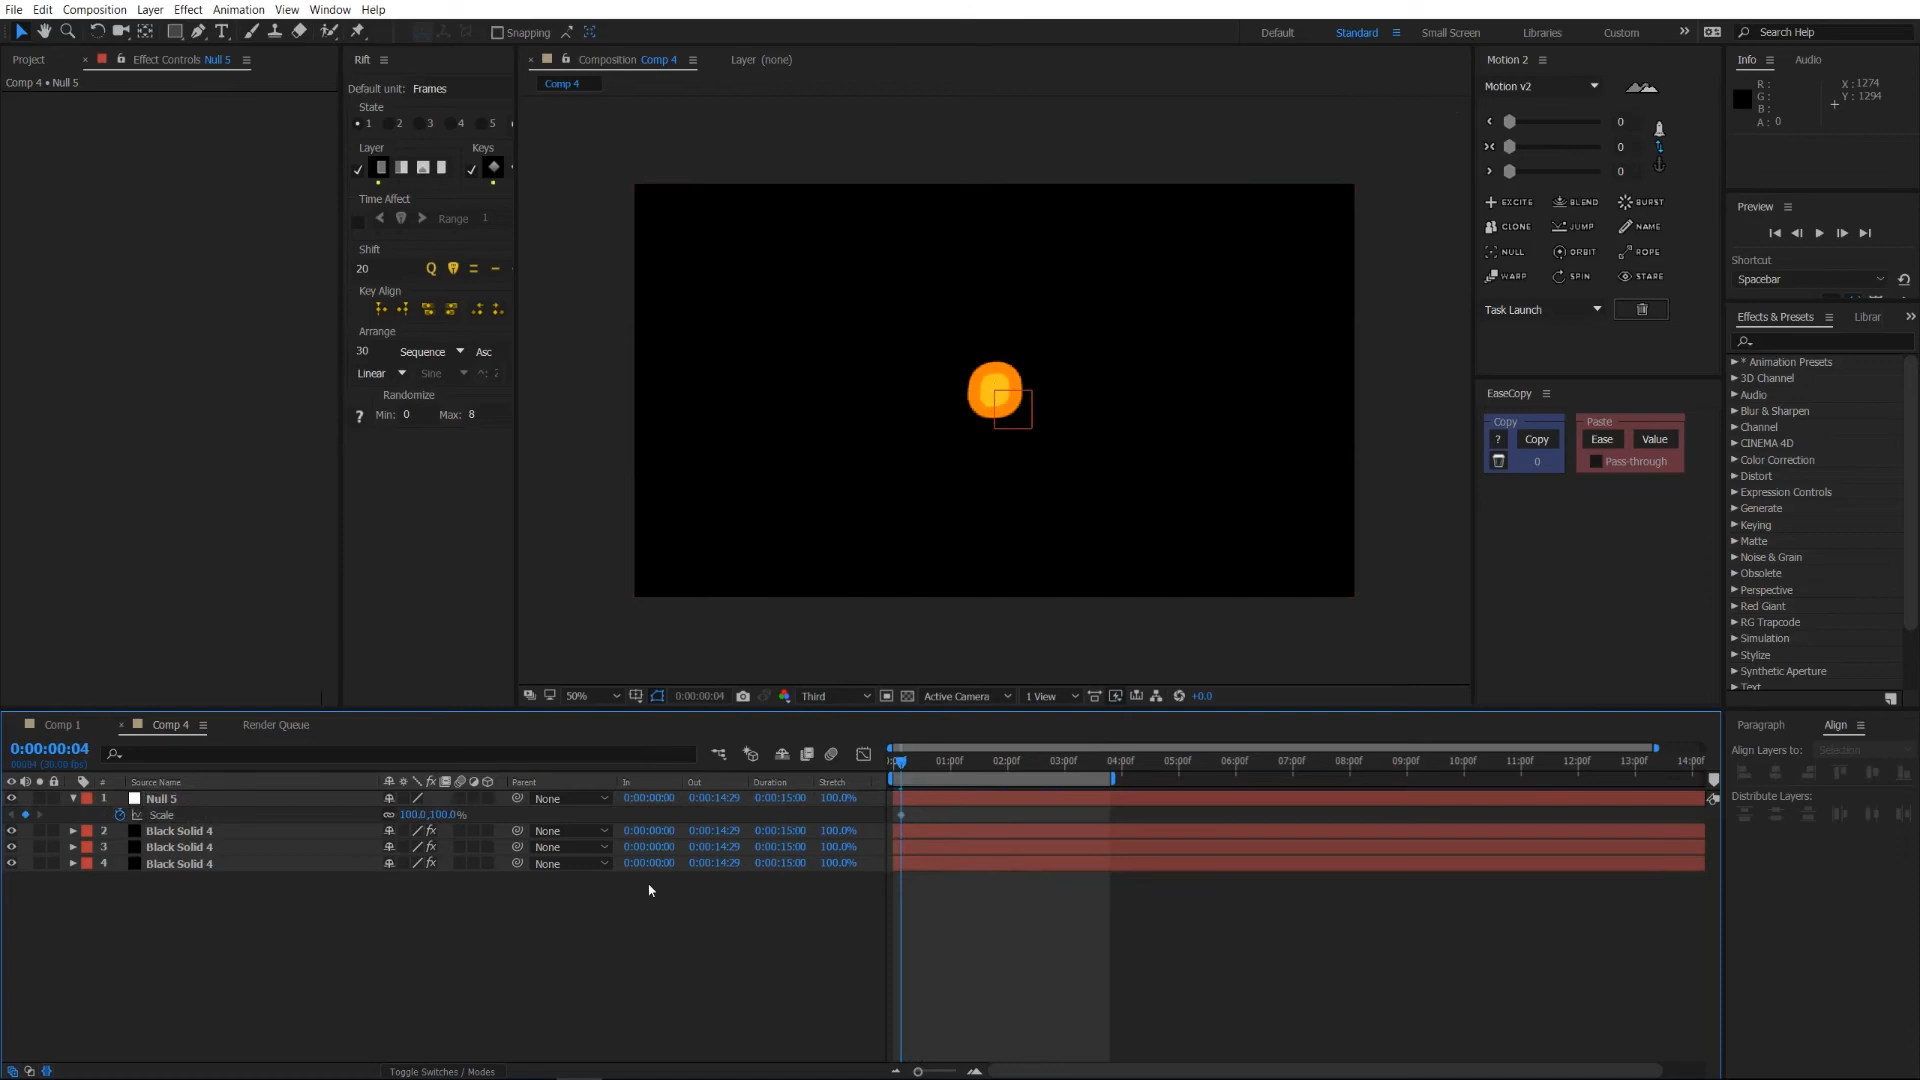 File Edit Composition Layer Effect Animation View Window Help
Snapping
Default Standard Small Screen Libraries Custom Search Help
Project Effect Controls Null 5
Comp 4 • Null 5
Rift
Default unit: Frames
State
1 2 3 4 5
Layer Keys
Time Affect
Range 1
Shift
20 Q
Key Align
Arrange
30 Sequence Asc
Linear Sine ^: 2
Randomize
? Min: 0 Max: 8
Composition Comp 4 Layer (none)
Comp 4
50% 0:00:00:04 Third Active Camera 1 View +0.0
Motion 2
Motion v2
0
0
0
EXCITE BLEND BURST
CLONE JUMP NAME
NULL ORBIT ROPE
WARP SPIN STARE
Task Launch
EaseCopy
Copy Paste
? Copy Ease Value
0 Pass-through
Info Audio
R: X : 1274
G: Y : 1294
B:
A: 0
Preview
Shortcut
Spacebar
Effects & Presets Librar
* Animation Presets
3D Channel
Audio
Blur & Sharpen
Channel
CINEMA 4D
Color Correction
Distort
Expression Controls
Generate
Keying
Matte
Noise & Grain
Obsolete
Perspective
Red Giant
RG Trapcode
Simulation
Stylize
Synthetic Aperture
Text
Paragraph Align
Align Layers to: Selection
Distribute Layers:
Comp 1 Comp 4 Render Queue
0:00:00:04
00004 (30.00 fps)
# Source Name Parent In Out Duration Stretch
01:00f 02:00f 03:00f 04:00f 05:00f 06:00f 07:00f 08:00f 09:00f 10:00f 11:00f 12:00f 13:00f 14:00f
1 Null 5 None 0:00:00:00 0:00:14:29 0:00:15:00 100.0%
Scale 100.0,100.0%
2 Black Solid 4 fx None 0:00:00:00 0:00:14:29 0:00:15:00 100.0%
3 Black Solid 4 fx None 0:00:00:00 0:00:14:29 0:00:15:00 100.0%
4 Black Solid 4 fx None 0:00:00:00 0:00:14:29 0:00:15:00 100.0%
Toggle Switches / Modes